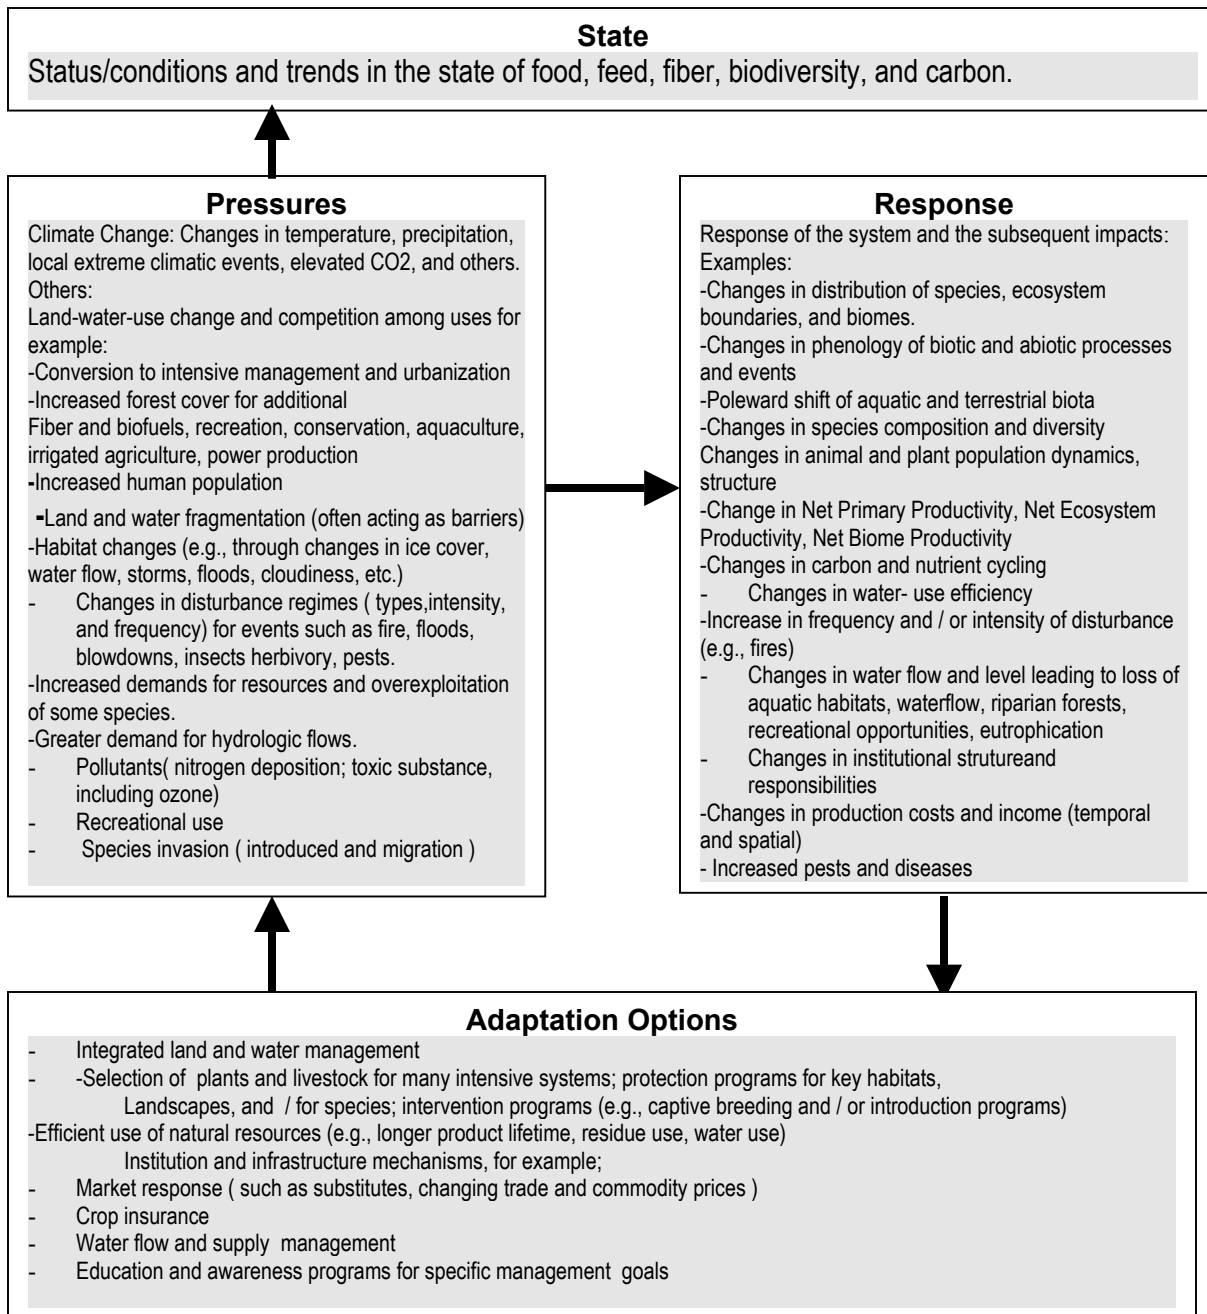 State
Status/conditions and trends in the state of food, feed, fiber, biodiversity, and carbon.
Pressures
Climate Change: Changes in temperature, precipitation,
local extreme climatic events, elevated CO2, and others.
Others:
Land-water-use change and competition among uses for
example:
-Conversion to intensive management and urbanization
-Increased forest cover for additional
Fiber and biofuels, recreation, conservation, aquaculture,
irrigated agriculture, power production
-Increased human population
-Land and water fragmentation (often acting as barriers)
-Habitat changes (e.g., through changes in ice cover,
water flow, storms, floods, cloudiness, etc.)
- Changes in disturbance regimes ( types,intensity,
and frequency) for events such as fire, floods,
blowdowns, insects herbivory, pests.
-Increased demands for resources and overexploitation
of some species.
-Greater demand for hydrologic flows.
- Pollutants( nitrogen deposition; toxic substance,
including ozone)
- Recreational use
- Species invasion ( introduced and migration )
Response
Response of the system and the subsequent impacts:
Examples:
-Changes in distribution of species, ecosystem
boundaries, and biomes.
-Changes in phenology of biotic and abiotic processes
and events
-Poleward shift of aquatic and terrestrial biota
-Changes in species composition and diversity
Changes in animal and plant population dynamics,
structure
-Change in Net Primary Productivity, Net Ecosystem
Productivity, Net Biome Productivity
-Changes in carbon and nutrient cycling
- Changes in water- use efficiency
-Increase in frequency and / or intensity of disturbance
(e.g., fires)
- Changes in water flow and level leading to loss of
aquatic habitats, waterflow, riparian forests,
recreational opportunities, eutrophication
- Changes in institutional strutureand
responsibilities
-Changes in production costs and income (temporal
and spatial)
- Increased pests and diseases
Adaptation Options
- Integrated land and water management
- -Selection of plants and livestock for many intensive systems; protection programs for key habitats,
Landscapes, and / for species; intervention programs (e.g., captive breeding and / or introduction programs)
-Efficient use of natural resources (e.g., longer product lifetime, residue use, water use)
Institution and infrastructure mechanisms, for example;
- Market response ( such as substitutes, changing trade and commodity prices )
- Crop insurance
- Water flow and supply management
- Education and awareness programs for specific management goals